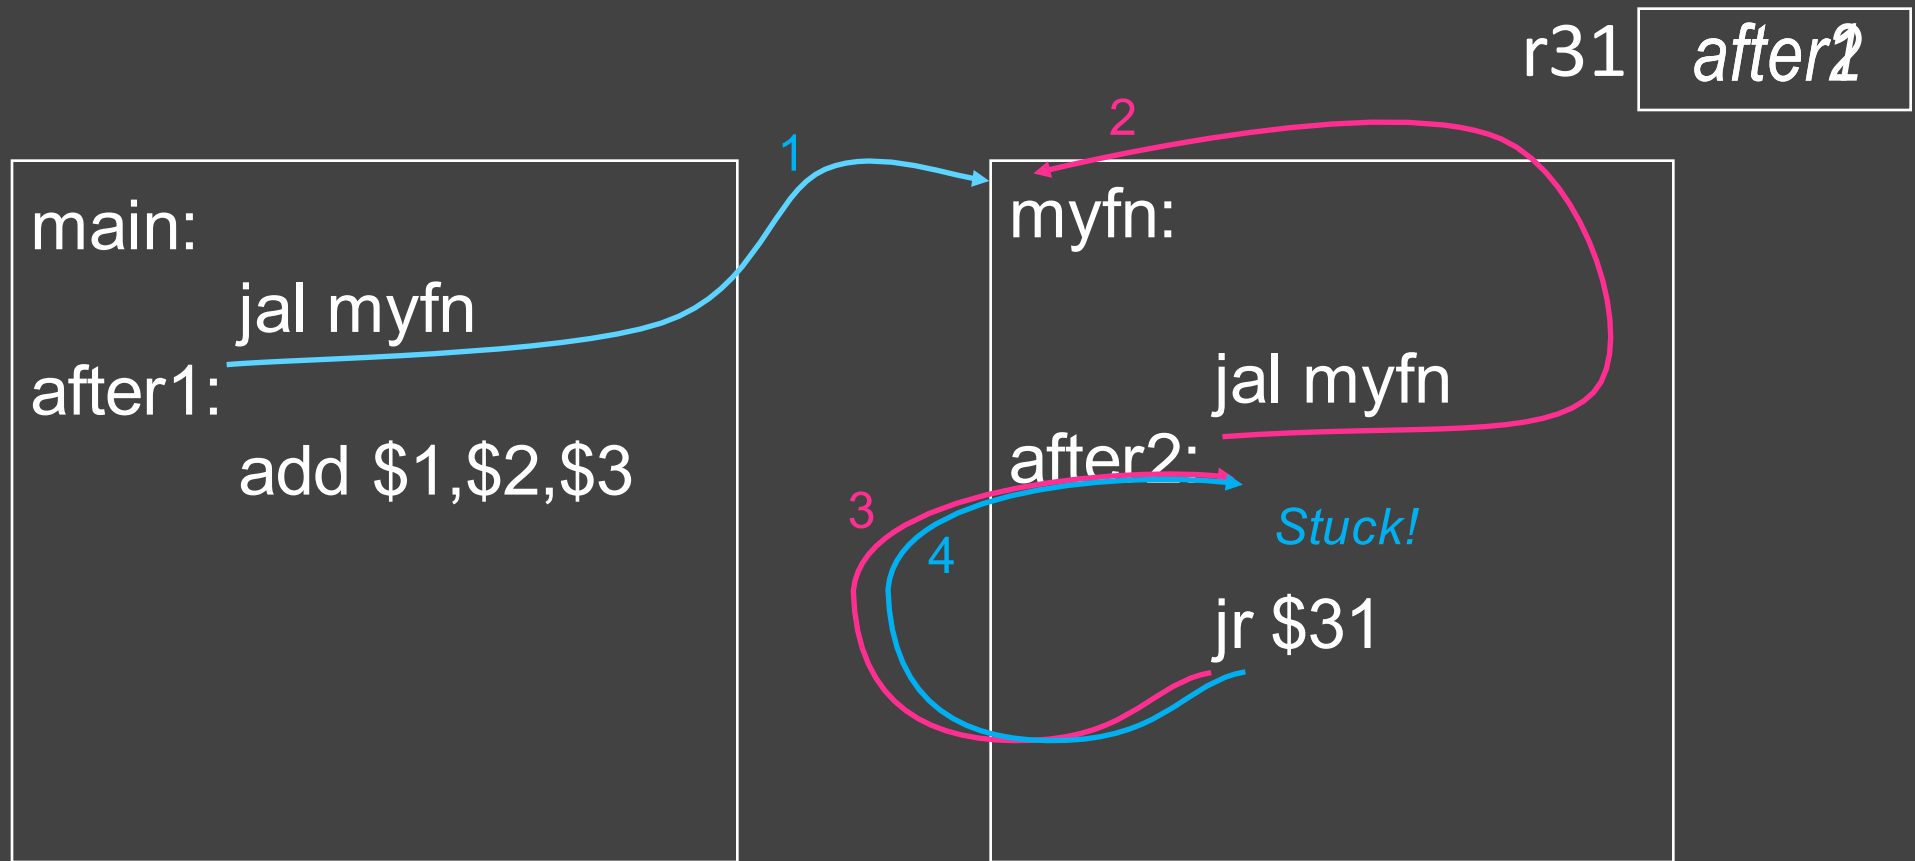 r31
after2
1
2
main:
jal myfn
after1:
add $1,$2,$3
myfn:
jal myfn
after2:
3
4
Stuck!
jr $31